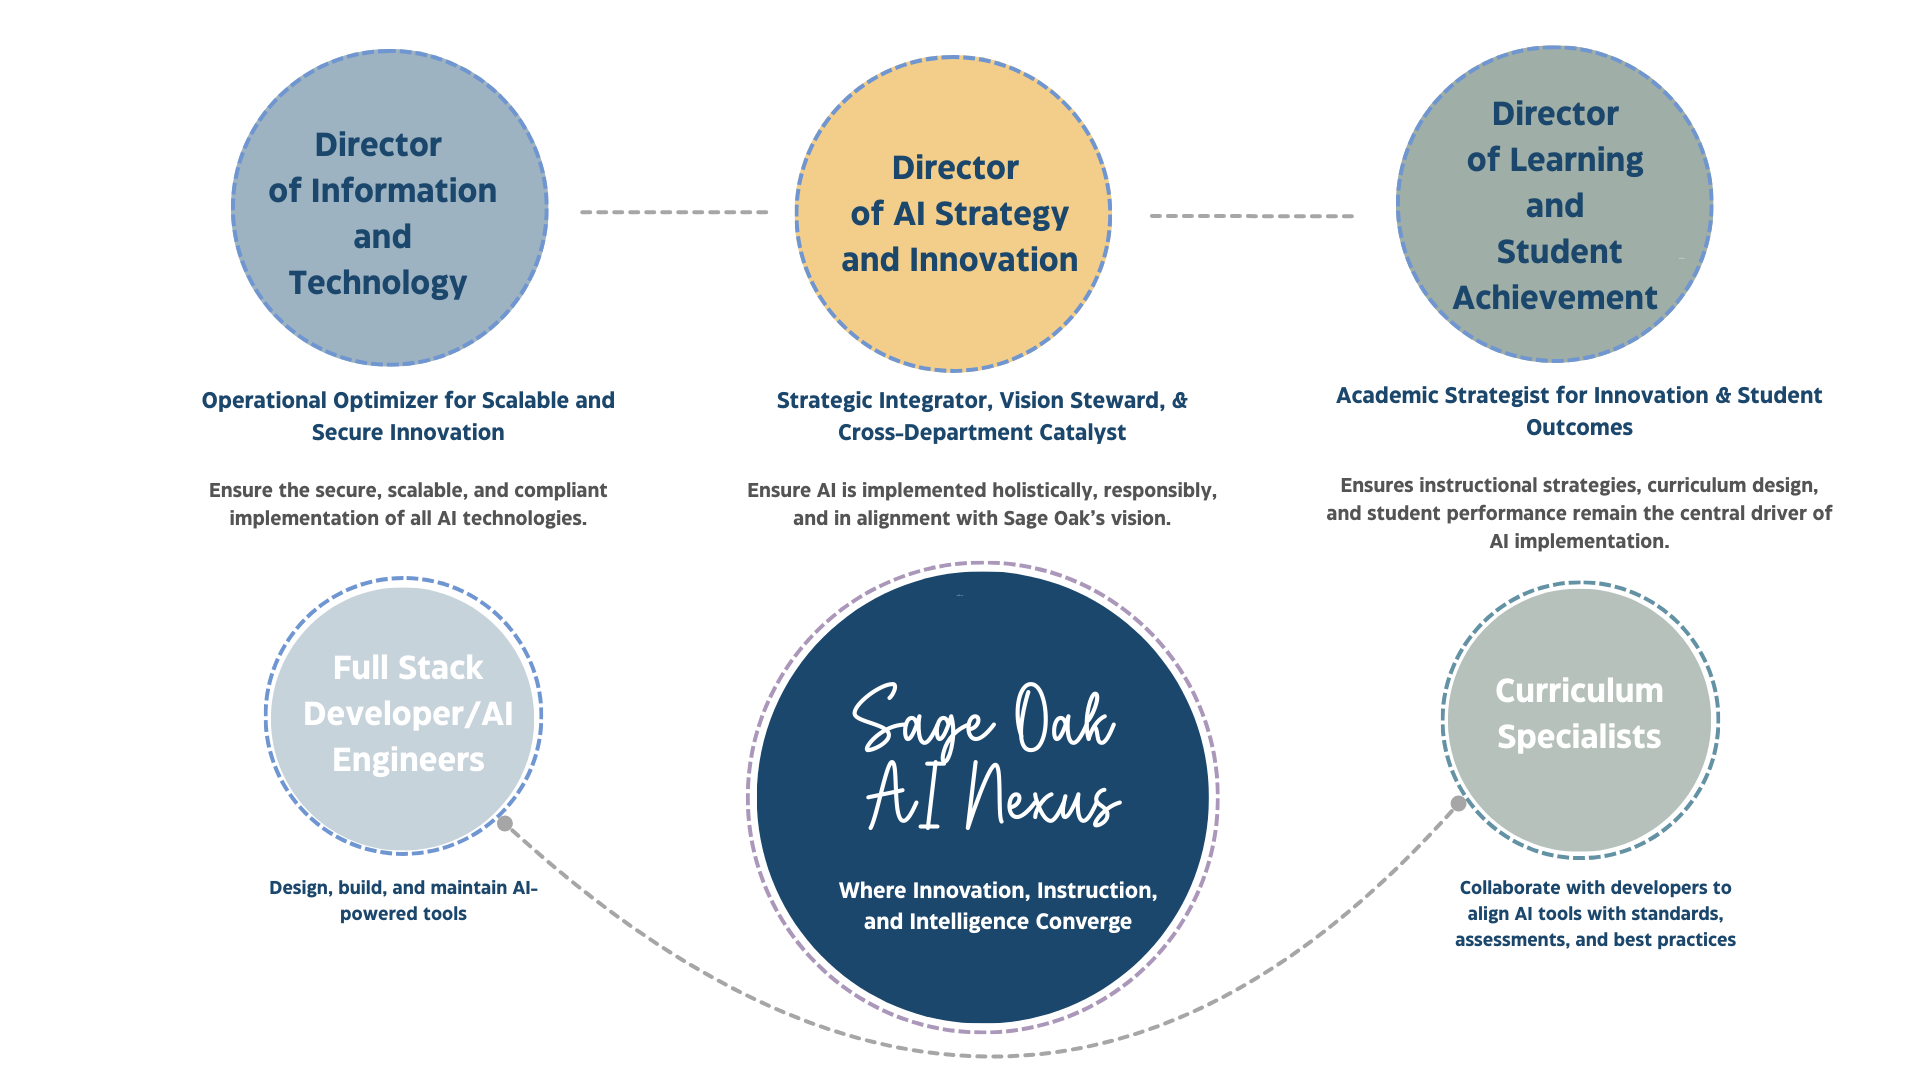 Director
of Information
and
Technology
Operational Optimizer for Scalable and
Secure Innovation
Ensure the secure, scalable, and compliant
implementation of all AI technologies.
Director
of AI Strategy
and Innovation
Strategic Integrator, Vision Steward, &
Cross-Department Catalyst
Ensure AI is implemented holistically, responsibly,
and in alignment with Sage Oak's vision.
Director
of Learning
and
Student
Achievement
Academic Strategist for Innovation & Student
Outcomes
Ensures instructional strategies, curriculum design,
and student performance remain the central driver of
AI implementation.
Full Stack
Developer/AI
Engineers
Design, build, and maintain AI-
powered tools
Sage Oak
AI Nexus
Where Innovation, Instruction,
and Intelligence Converge
Curriculum
Specialists
Collaborate with developers to
align AI tools with standards,
assessments, and best practices